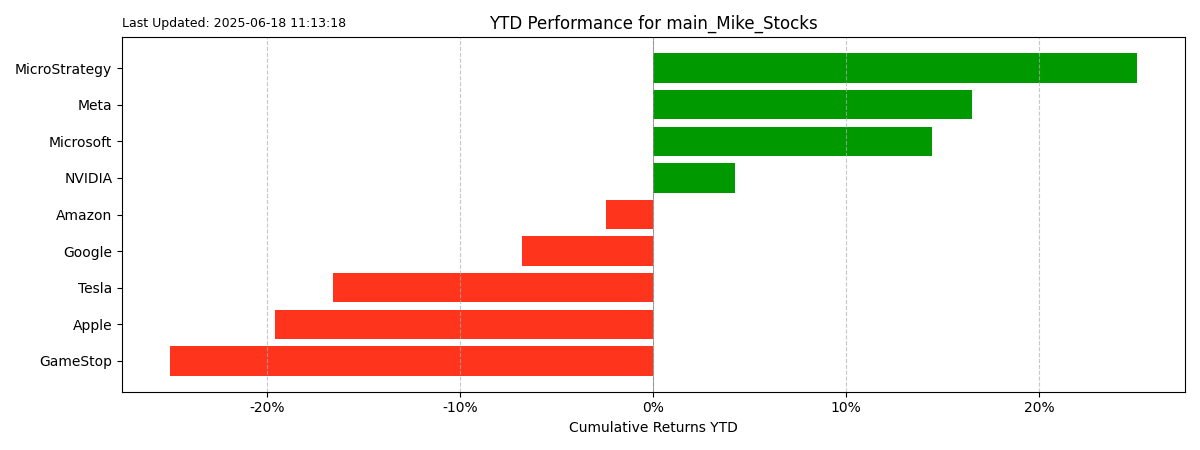 Last Updated: 2025-06-18 11:13:18
YTD Performance for main_Mike_Stocks
MicroStrategy
Meta
Microsoft
NVIDIA
Amazon
Google
Tesla
Apple
GameStop
-20% -10% 0% 10% 20%
Cumulative Returns YTD